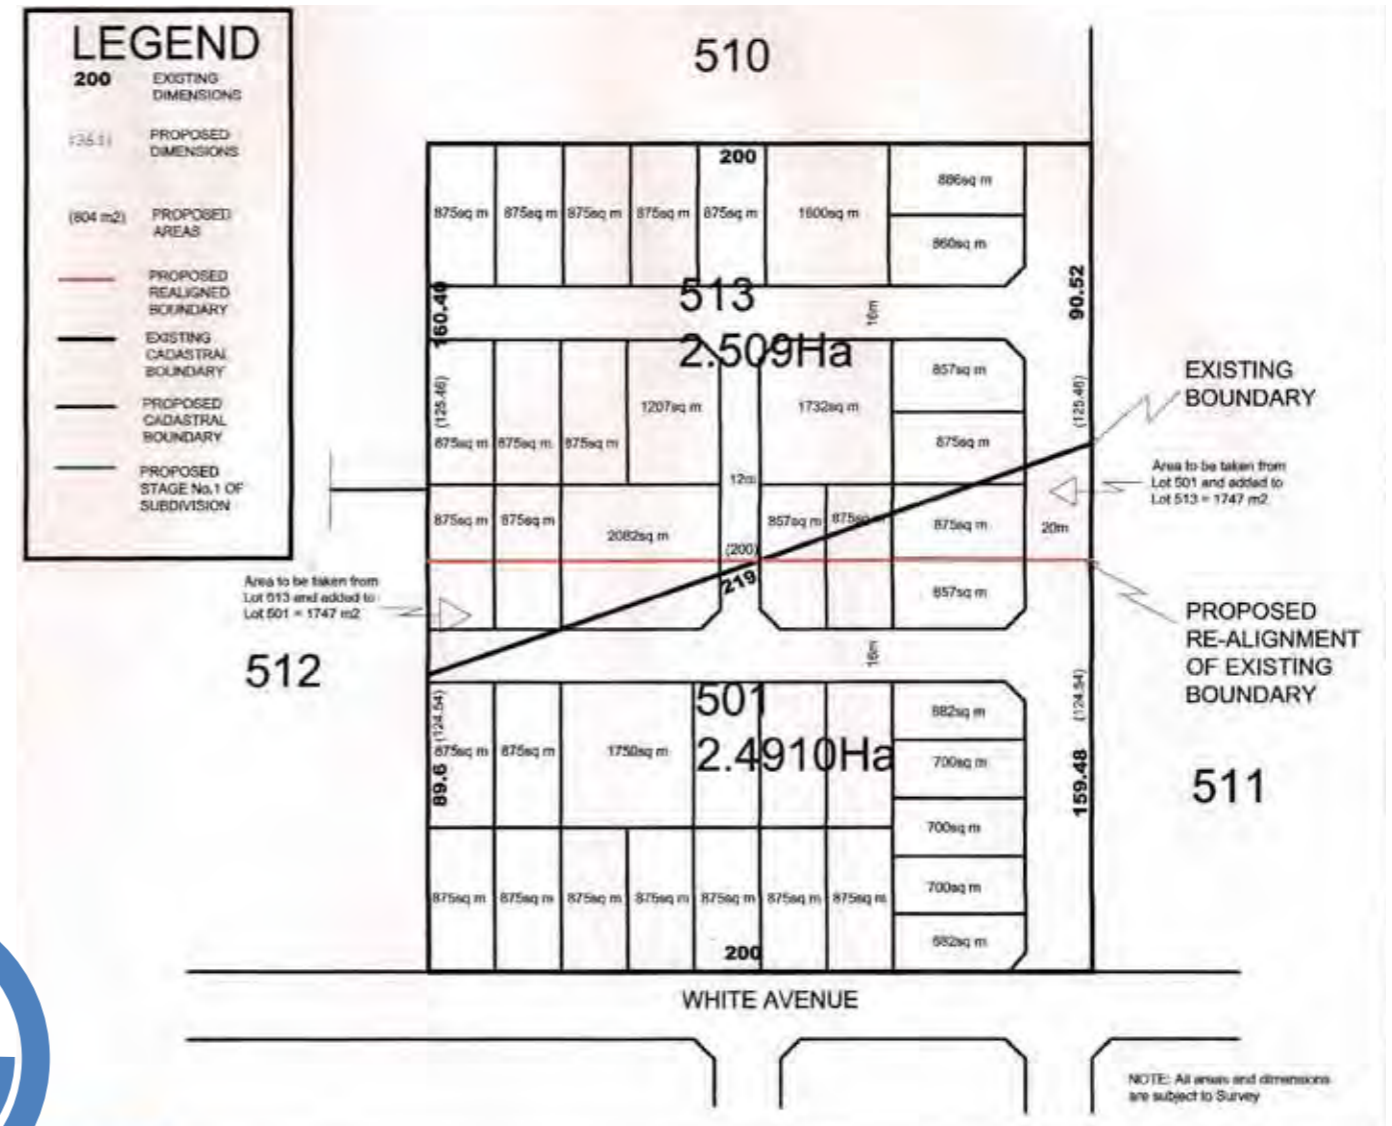 LEGEND
200 EXISTING
DIMENSIONS
PROPOSED
DIMENSIONS
(804 m2) PROPOSED
AREAS
PROPOSED
REALIGNED
BOUNDARY
EXISTING
CADASTRAL
BOUNDARY
PROPOSED
CADASTRAL
BOUNDARY
PROPOSED
STAGE No.1 OF
SUBDIVISION
510
200
875sq m 875sq m 875sq m 875sq m 875sq m 1600sq m
886sq m
860sq m
513
2.509Ha
160.40
16m
90.52
(125.46)
(125.46)
1207sq m
1732sq m
857sq m
875sq m 875sq m 875sq m
875sq m
EXISTING
BOUNDARY
Area to be taken from
Lot 501 and added to
Lot 513 = 1747 m2
12m
875sq m 875sq m
2082sq m
857sq m 875sq m
875sq m
20m
(200)
219
857sq m
Area to be taken from
Lot 513 and added to
Lot 501 = 1747 m2
PROPOSED
RE-ALIGNMENT
OF EXISTING
BOUNDARY
512
16m
501
2.4910Ha
(124.54)
89.6
(124.54)
159.48
875sq m 875sq m 1750sq m
682sq m
700sq m
700sq m
700sq m
682sq m
511
875sq m 875sq m 875sq m 875sq m 875sq m 875sq m 875sq m
200
WHITE AVENUE
NOTE: All areas and dimensions
are subject to Survey